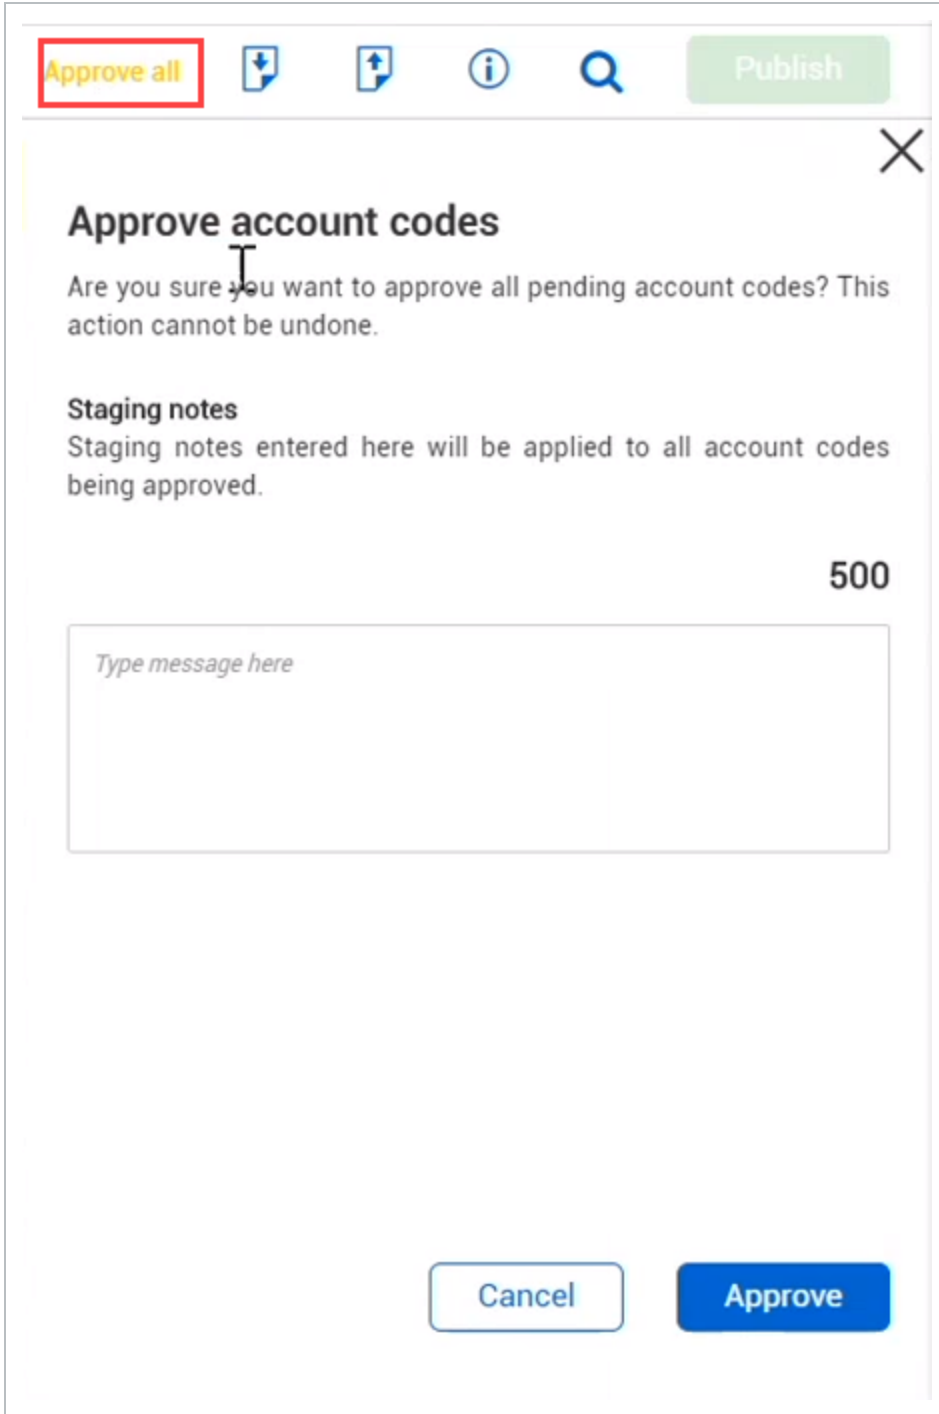 Approve all
Publish
Approve account codes
Are you sure you want to approve all pending account codes? This
action cannot be undone.
Staging notes
Staging notes entered here will be applied to all account codes
being approved.
500
Type message here
Cancel
Approve